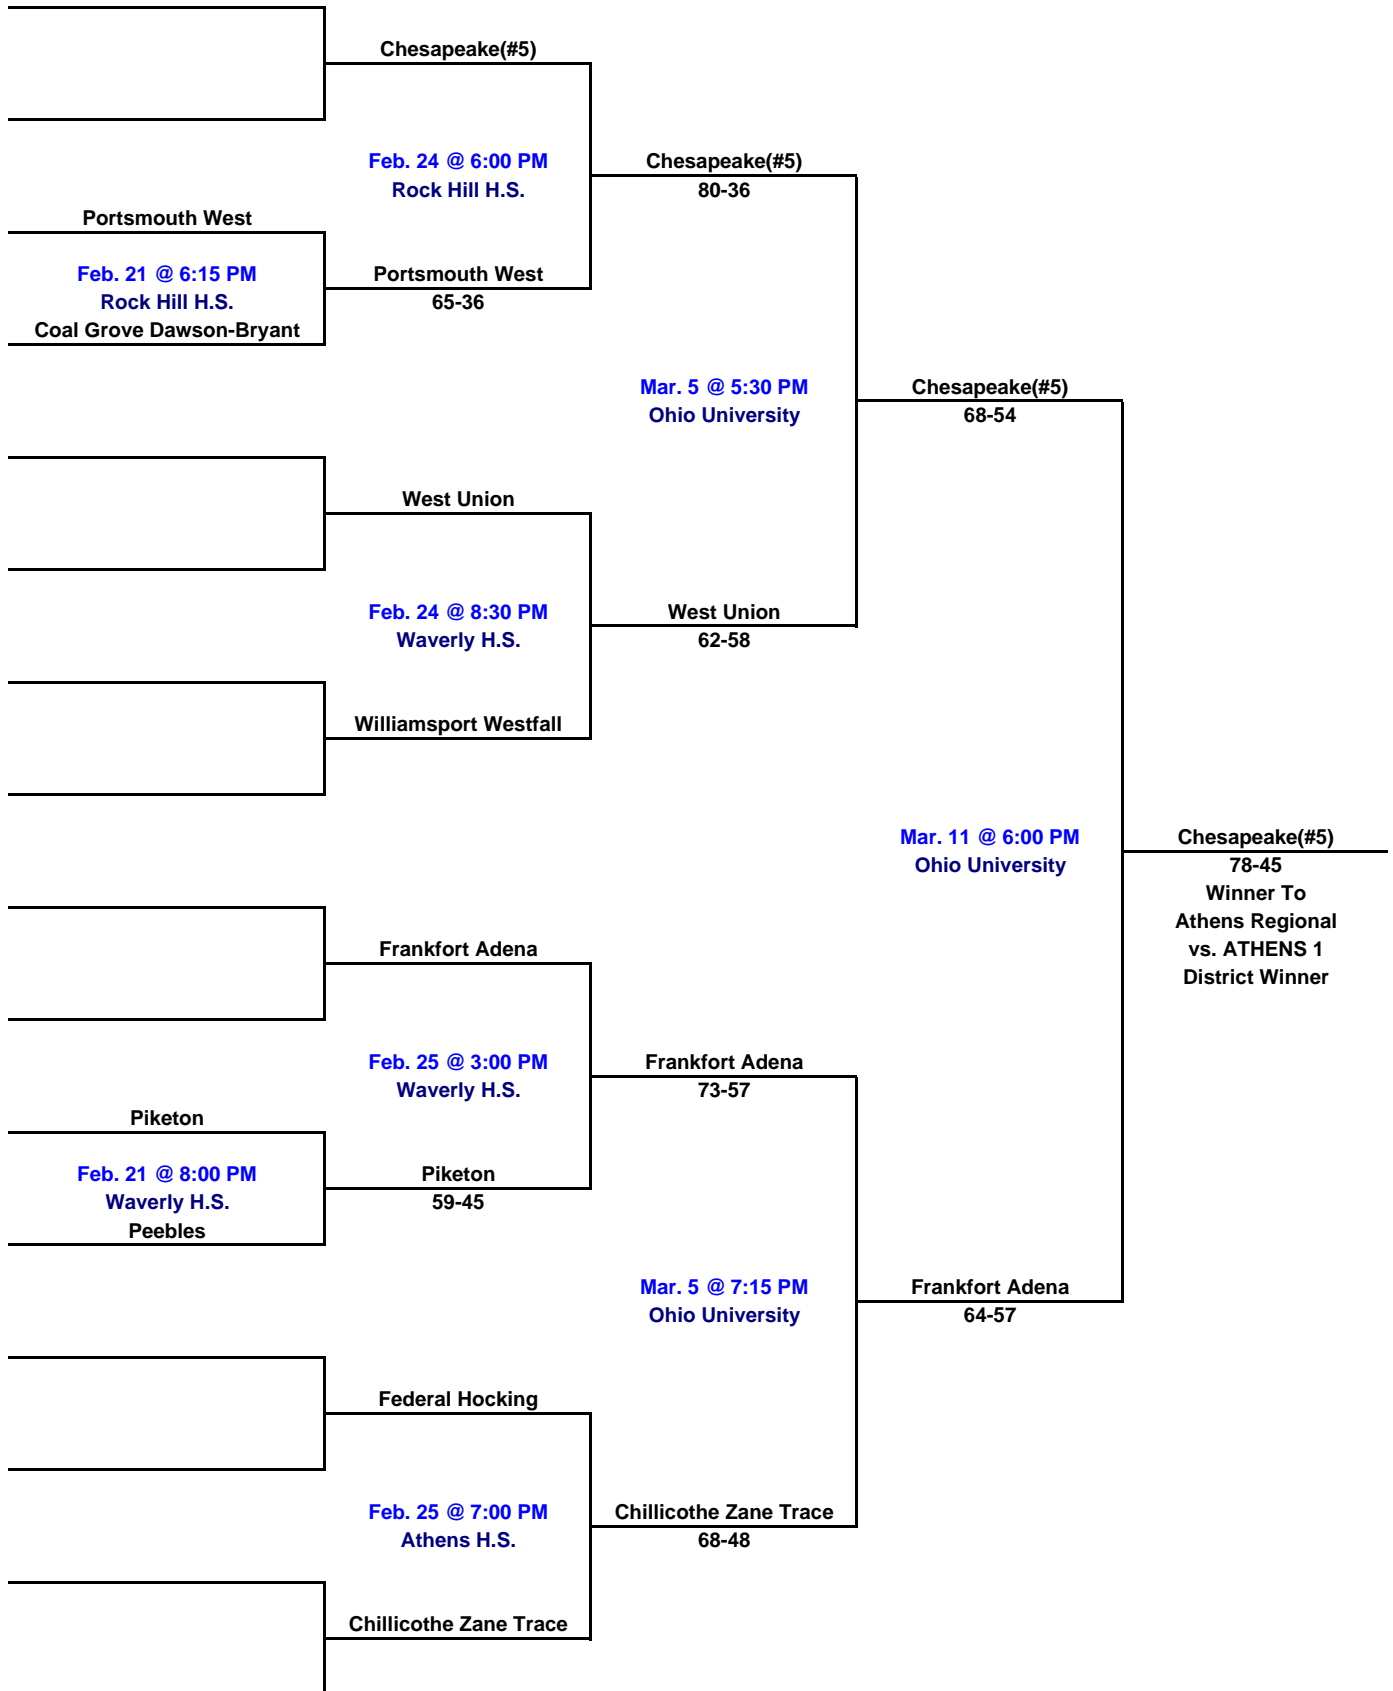 Chesapeake(#5)
Feb. 24 @ 6:00 PM
Rock Hill H.S.
Chesapeake(#5)
80-36
Portsmouth West
Feb. 21 @ 6:15 PM
Rock Hill H.S.
Coal Grove Dawson-Bryant
Portsmouth West
65-36
Mar. 5 @ 5:30 PM
Ohio University
Chesapeake(#5)
68-54
West Union
Feb. 24 @ 8:30 PM
Waverly H.S.
West Union
62-58
Williamsport Westfall
Mar. 11 @ 6:00 PM
Ohio University
Chesapeake(#5)
78-45
Winner To
Athens Regional
vs. ATHENS 1
District Winner
Frankfort Adena
Feb. 25 @ 3:00 PM
Waverly H.S.
Frankfort Adena
73-57
Piketon
Feb. 21 @ 8:00 PM
Waverly H.S.
Peebles
Piketon
59-45
Mar. 5 @ 7:15 PM
Ohio University
Frankfort Adena
64-57
Federal Hocking
Feb. 25 @ 7:00 PM
Athens H.S.
Chillicothe Zane Trace
68-48
Chillicothe Zane Trace